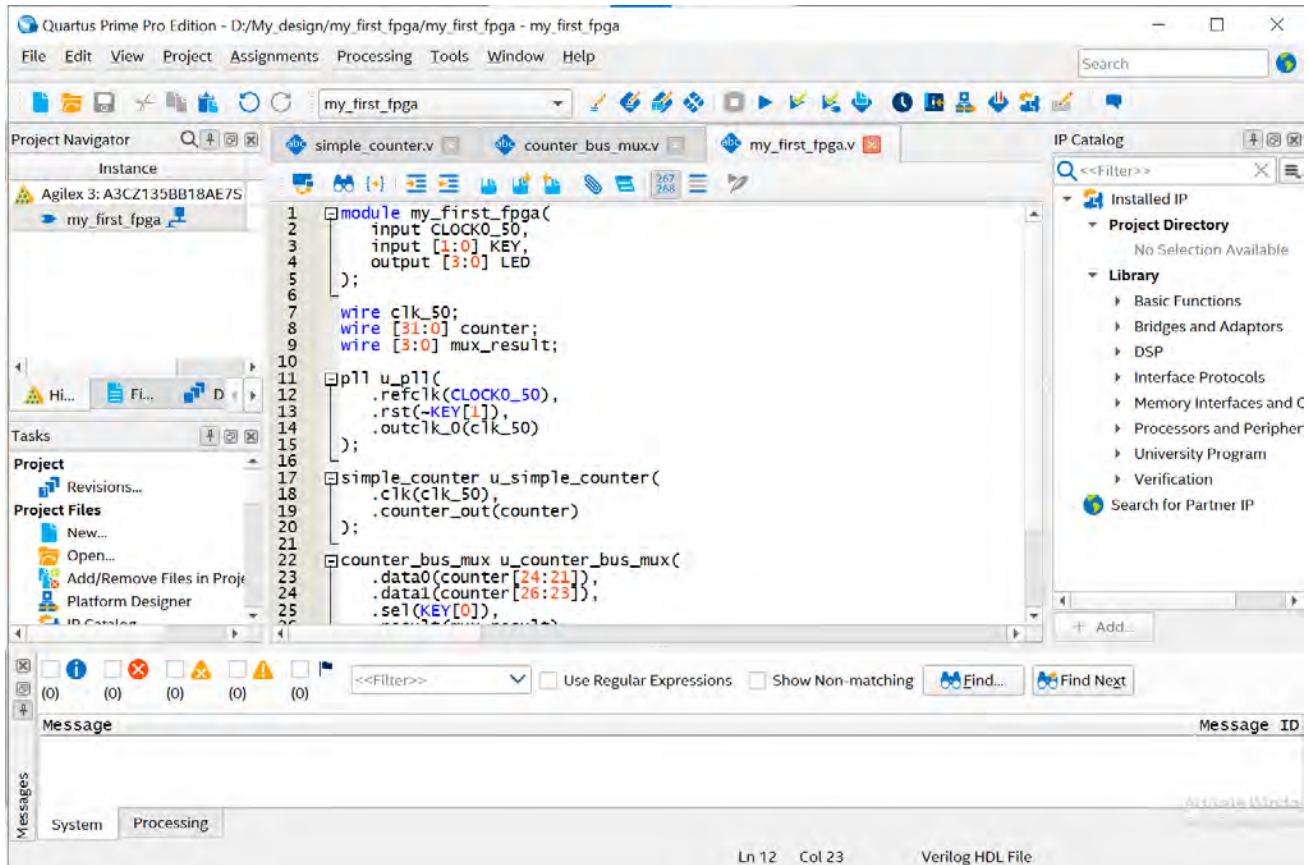 Quartus Prime Pro Edition - D:/My_design/my_first_fpga/my_first_fpga - my_first_fpga
File Edit View Project Assignments Processing Tools Window Help
Search
my_first_fpga
Project Navigator
Instance
Agilex 3: A3CZ135BB18AE7S
my_first_fpga
Hi...
Fi...
D
Tasks
Project
Revisions...
Project Files
New...
Open...
Add/Remove Files in Proje
Platform Designer
IP Catalog
simple_counter.v
counter_bus_mux.v
my_first_fpga.v
267
268
1 module my_first_fpga(
2 input CLOCK0_50,
3 input [1:0] KEY,
4 output [3:0] LED
5 );
6
7 wire clk_50;
8 wire [31:0] counter;
9 wire [3:0] mux_result;
10
11 pll u_pll(
12 .refclk(CLOCK0_50),
13 .rst(~KEY[1]),
14 .outclk_0(clk_50)
15 );
16
17 simple_counter u_simple_counter(
18 .clk(clk_50),
19 .counter_out(counter)
20 );
21
22 counter_bus_mux u_counter_bus_mux(
23 .data0(counter[24:21]),
24 .data1(counter[26:23]),
25 .sel(KEY[0]),
26 .result(mux_result)
IP Catalog
<<Filter>>
Installed IP
Project Directory
No Selection Available
Library
Basic Functions
Bridges and Adaptors
DSP
Interface Protocols
Memory Interfaces and C
Processors and Peripher
University Program
Verification
Search for Partner IP
+ Add...
(0) (0) (0) (0) (0)
<<Filter>>
Use Regular Expressions
Show Non-matching
Find...
Find Next
Message Message ID
Messages
Activate Windo
System Processing
Ln 12 Col 23 Verilog HDL File